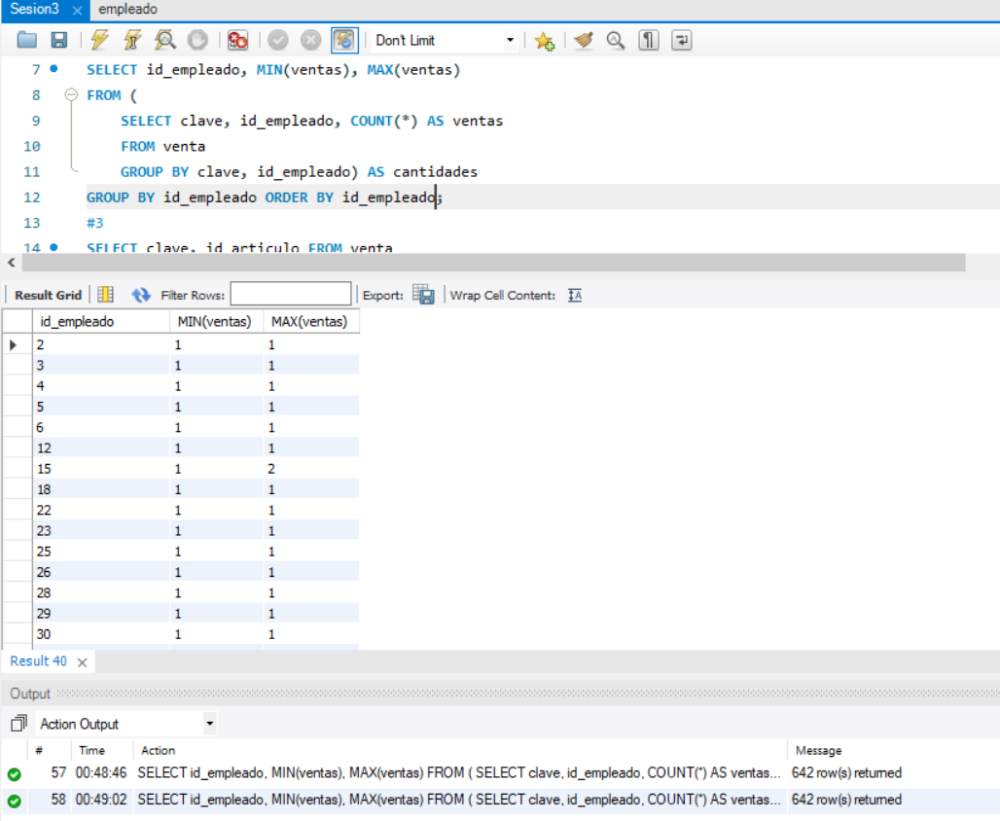 Sesion3 × empleado
Don't Limit
7 SELECT id_empleado, MIN(ventas), MAX(ventas)
8 FROM (
9 SELECT clave, id_empleado, COUNT(*) AS ventas
10 FROM venta
11 GROUP BY clave, id_empleado) AS cantidades
12 GROUP BY id_empleado ORDER BY id_empleado;
13 #3
14 SELECT clave, id_articulo FROM venta
Result Grid Filter Rows: Export: Wrap Cell Content:
id_empleado MIN(ventas) MAX(ventas)
2 1 1
3 1 1
4 1 1
5 1 1
6 1 1
12 1 1
15 1 2
18 1 1
22 1 1
23 1 1
25 1 1
26 1 1
28 1 1
29 1 1
30 1 1
Result 40 ×
Output
Action Output
# Time Action Message
57 00:48:46 SELECT id_empleado, MIN(ventas), MAX(ventas) FROM ( SELECT clave, id_empleado, COUNT(*) AS ventas... 642 row(s) returned
58 00:49:02 SELECT id_empleado, MIN(ventas), MAX(ventas) FROM ( SELECT clave, id_empleado, COUNT(*) AS ventas... 642 row(s) returned